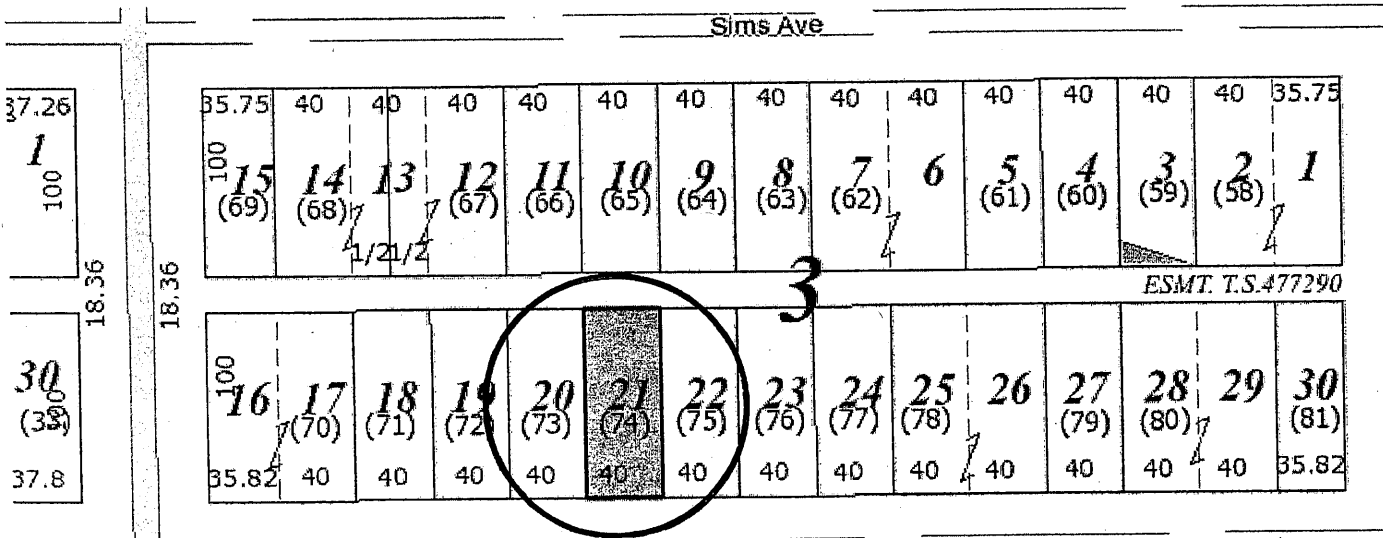 Sims Ave
37.26 35.75 40 40 40 40 40 40 40 40 40 40 40 40 40 35.75
1 100 100 15 14 13 12 11 10 9 8 7 6 5 4 3 2 1
(69) (68) (67) (66) (65) (64) (63) (62) (61) (60) (59) (58)
1/2 1/2
18.36 18.36 3 ESMT. T.S.477290
30 100 16 17 18 19 20 21 22 23 24 25 26 27 28 29 30
(70) (71) (72) (73) (74) (75) (76) (77) (78) (79) (80) (81)
37.8 35.82 40 40 40 40 40 40 40 40 40 40 40 40 40 35.82